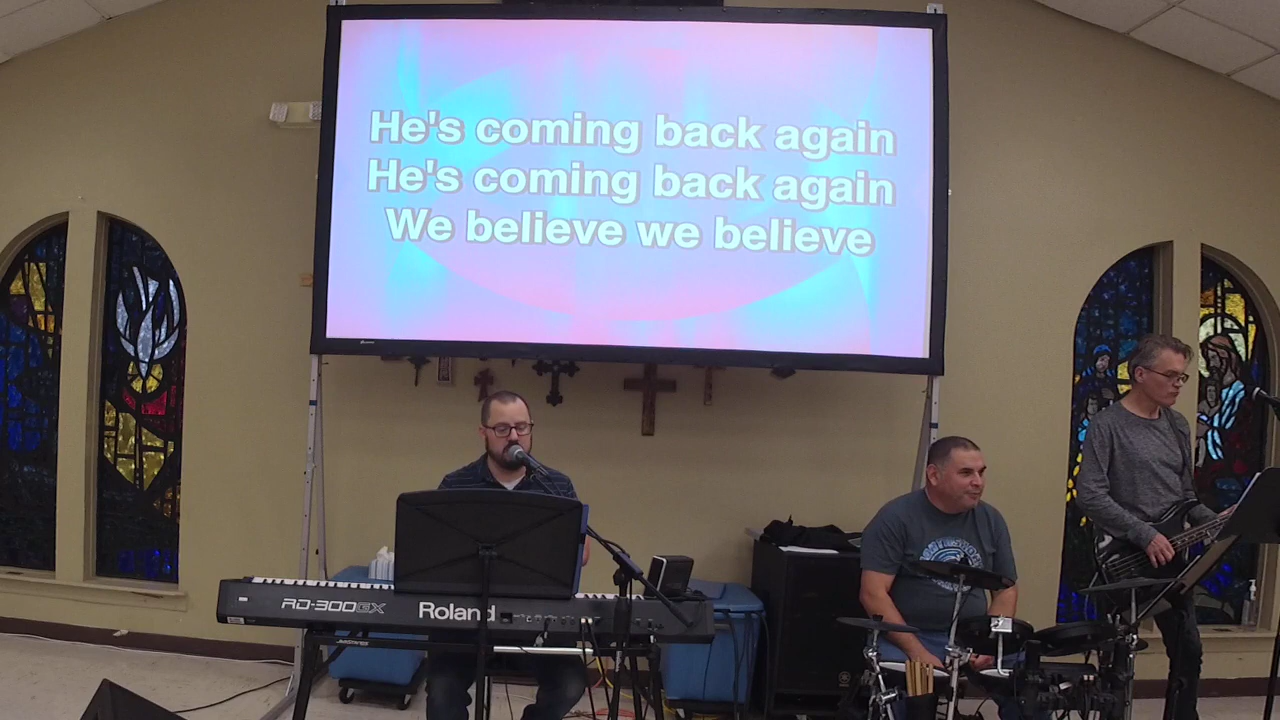 He's coming back again
He's coming back again
We believe we believe
RD-300GX
Roland